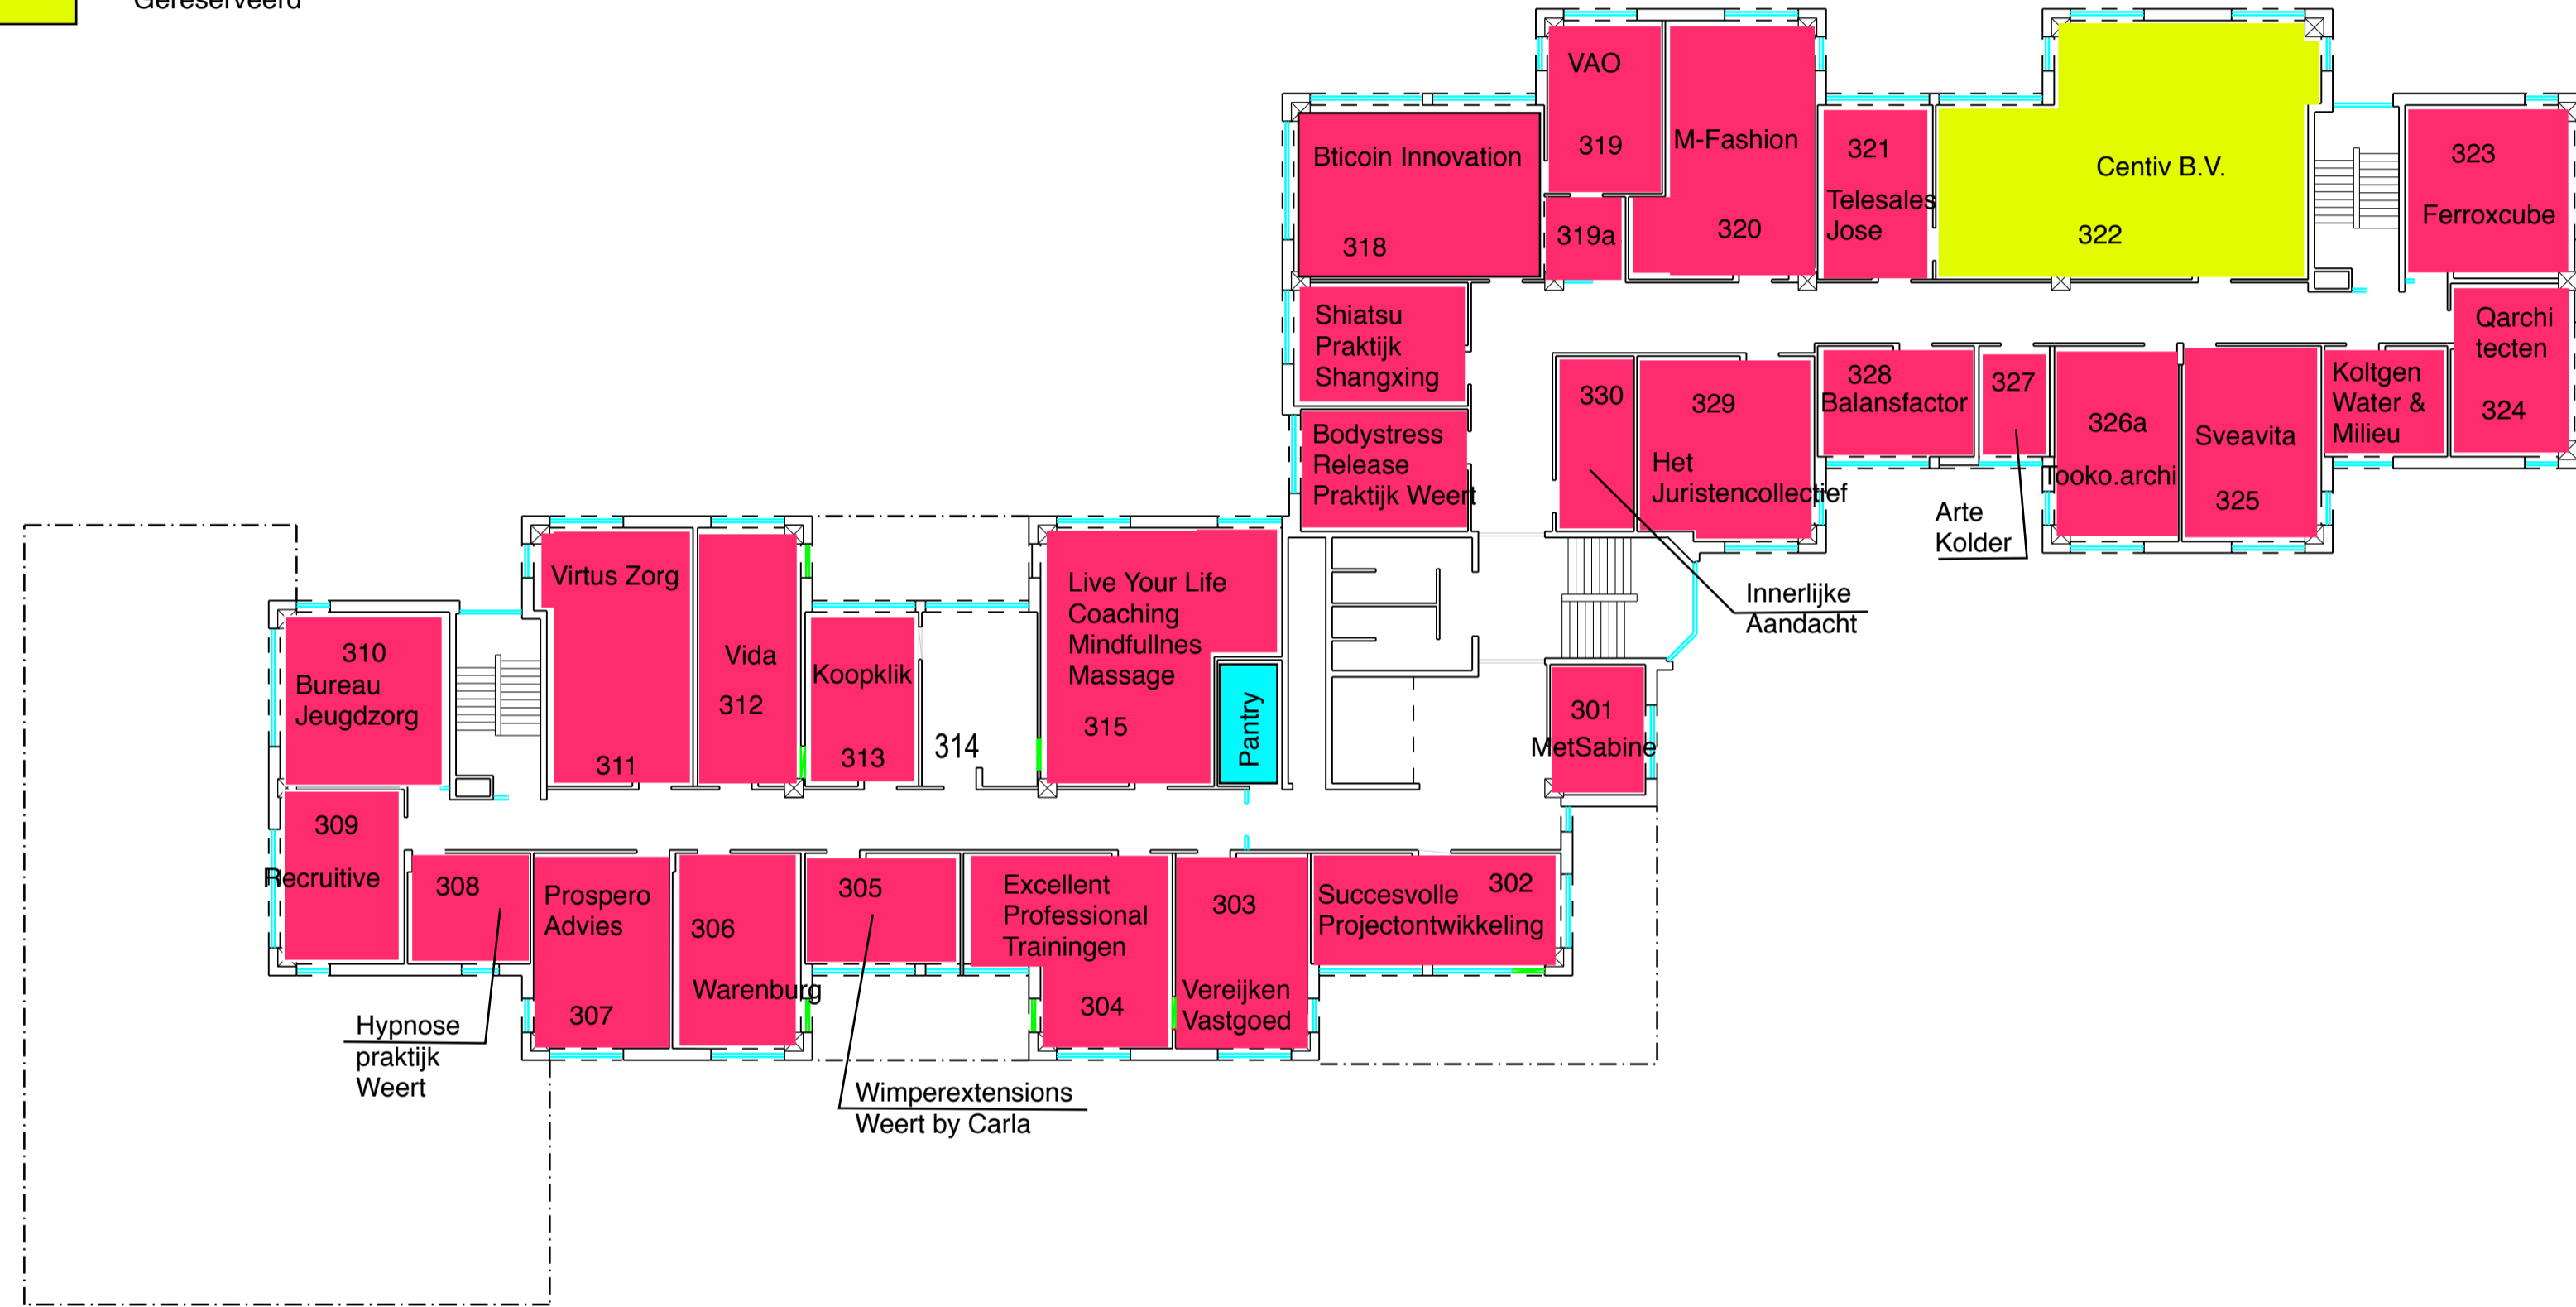 Gereserveerd
VAO
319
M-Fashion
320
Bticoin Innovation
318
319a
321
Telesales
Jose
Centiv B.V.
322
323
Ferroxcube
Shiatsu
Praktijk
Shangxing
Bodystress
Release
Praktijk Weert
330
329
Het
Juristencollectief
328
Balansfactor
327
326a
Tooko.archi
Sveavita
325
Koltgen
Water &
Milieu
Qarchi
tecten
324
Arte
Kolder
Innerlijke
Aandacht
Virtus Zorg
311
Vida
312
Koopklik
313
314
Live Your Life
Coaching
Mindfullnes
Massage
315
Pantry
301
MetSabine
310
Bureau
Jeugdzorg
309
Recruitive
308
Prospero
Advies
307
306
Warenburg
305
Excellent
Professional
Trainingen
304
303
Vereijken
Vastgoed
302
Succesvolle
Projectontwikkeling
Hypnose
praktijk
Weert
Wimperextensions
Weert by Carla